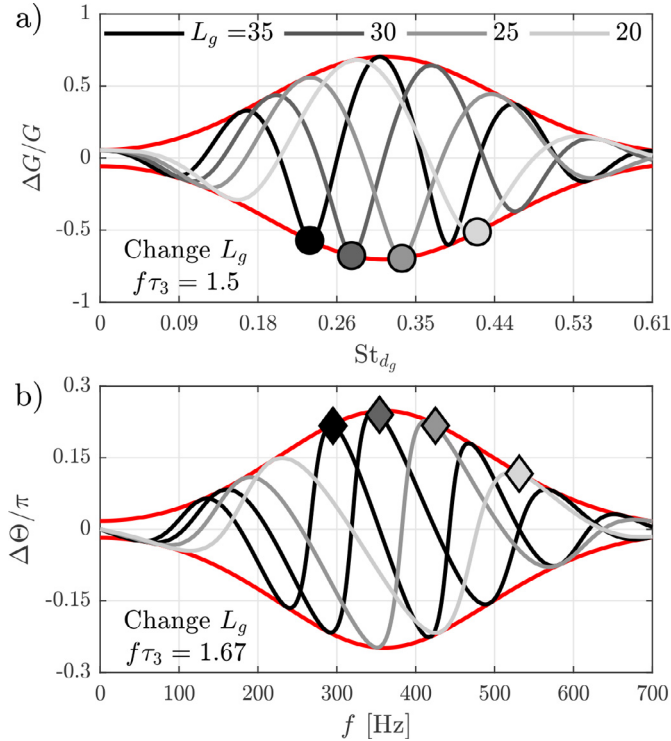 a)
L_g =35 30 25 20
1
0.5
0
-0.5
-1
ΔG/G
Change L_g
fτ_3 = 1.5
0 0.09 0.18 0.26 0.35 0.44 0.53 0.61
St_{d_g}
b)
0.3
0.15
0
-0.15
-0.3
ΔΘ/π
Change L_g
fτ_3 = 1.67
0 100 200 300 400 500 600 700
f [Hz]